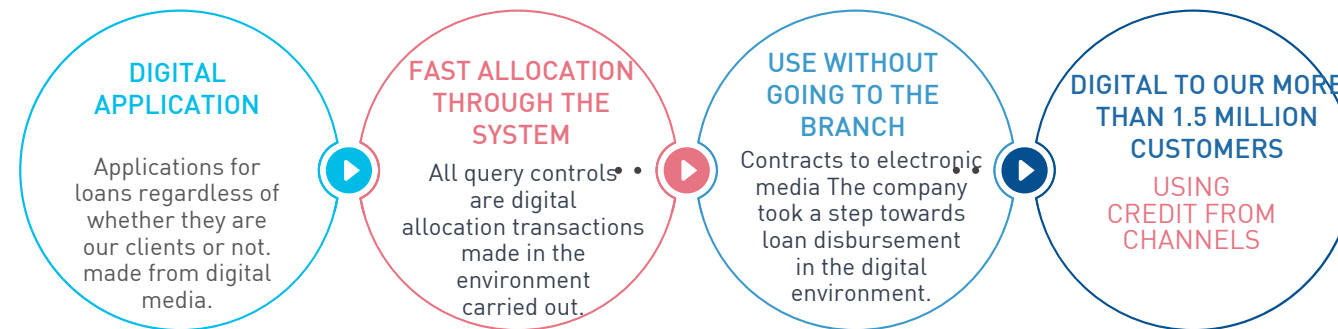 DIGITAL
APPLICATION
Applications for
loans regardless of
whether they are
our clients or not.
made from digital
media.
FAST ALLOCATION
THROUGH THE
SYSTEM
All query controls
are digital
allocation transactions
made in the
environment
carried out.
USE WITHOUT
GOING TO THE
BRANCH
Contracts to electronic
media The company
took a step towards
loan disbursement
in the digital
environment.
DIGITAL TO OUR MORE
THAN 1.5 MILLION
CUSTOMERS
USING
CREDIT FROM
CHANNELS